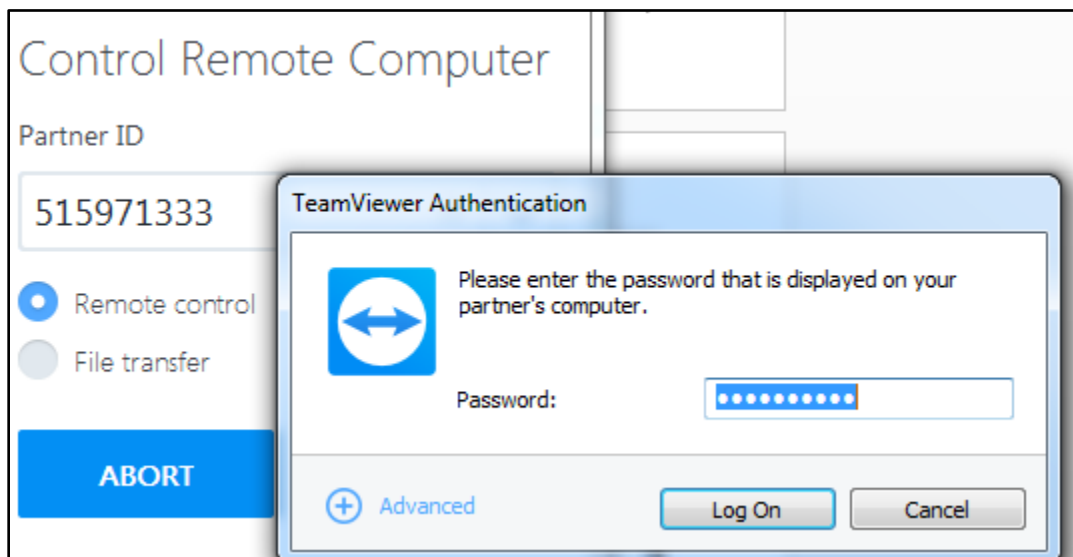 Control Remote Computer
Partner ID
515971333
Remote control
File transfer
ABORT
TeamViewer Authentication
Please enter the password that is displayed on your
partner's computer.
Password: ●●●●●●●●●●
Advanced
Log On
Cancel